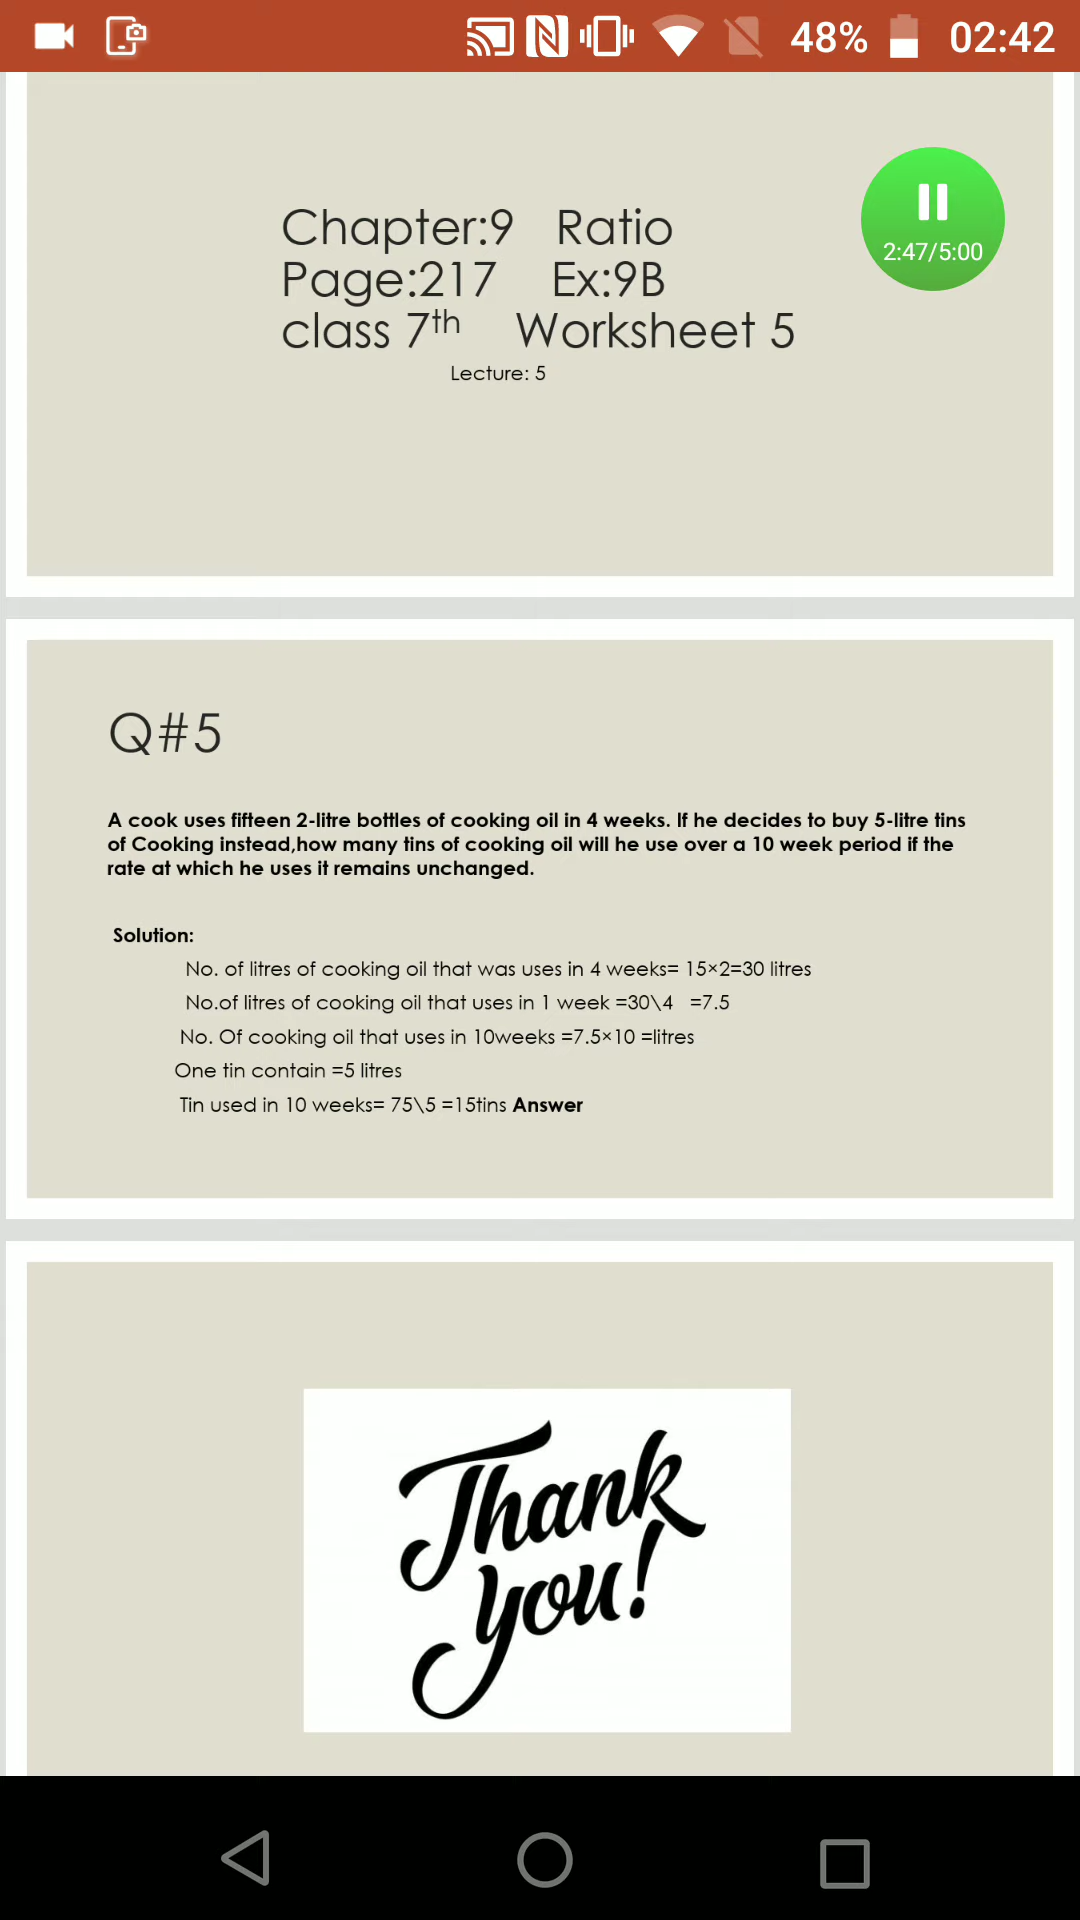 48% 02:42
2:47/5:00
Chapter:9 Ratio
Page:217 Ex:9B
class 7th Worksheet 5
Lecture: 5
Q#5
A cook uses fifteen 2-litre bottles of cooking oil in 4 weeks. If he decides to buy 5-litre tins
of Cooking instead,how many tins of cooking oil will he use over a 10 week period if the
rate at which he uses it remains unchanged.
Solution:
No. of litres of cooking oil that was uses in 4 weeks= 15×2=30 litres
No.of litres of cooking oil that uses in 1 week =30\4 =7.5
No. Of cooking oil that uses in 10weeks =7.5×10 =litres
One tin contain =5 litres
Tin used in 10 weeks= 75\5 =15tins Answer
Thank
you!